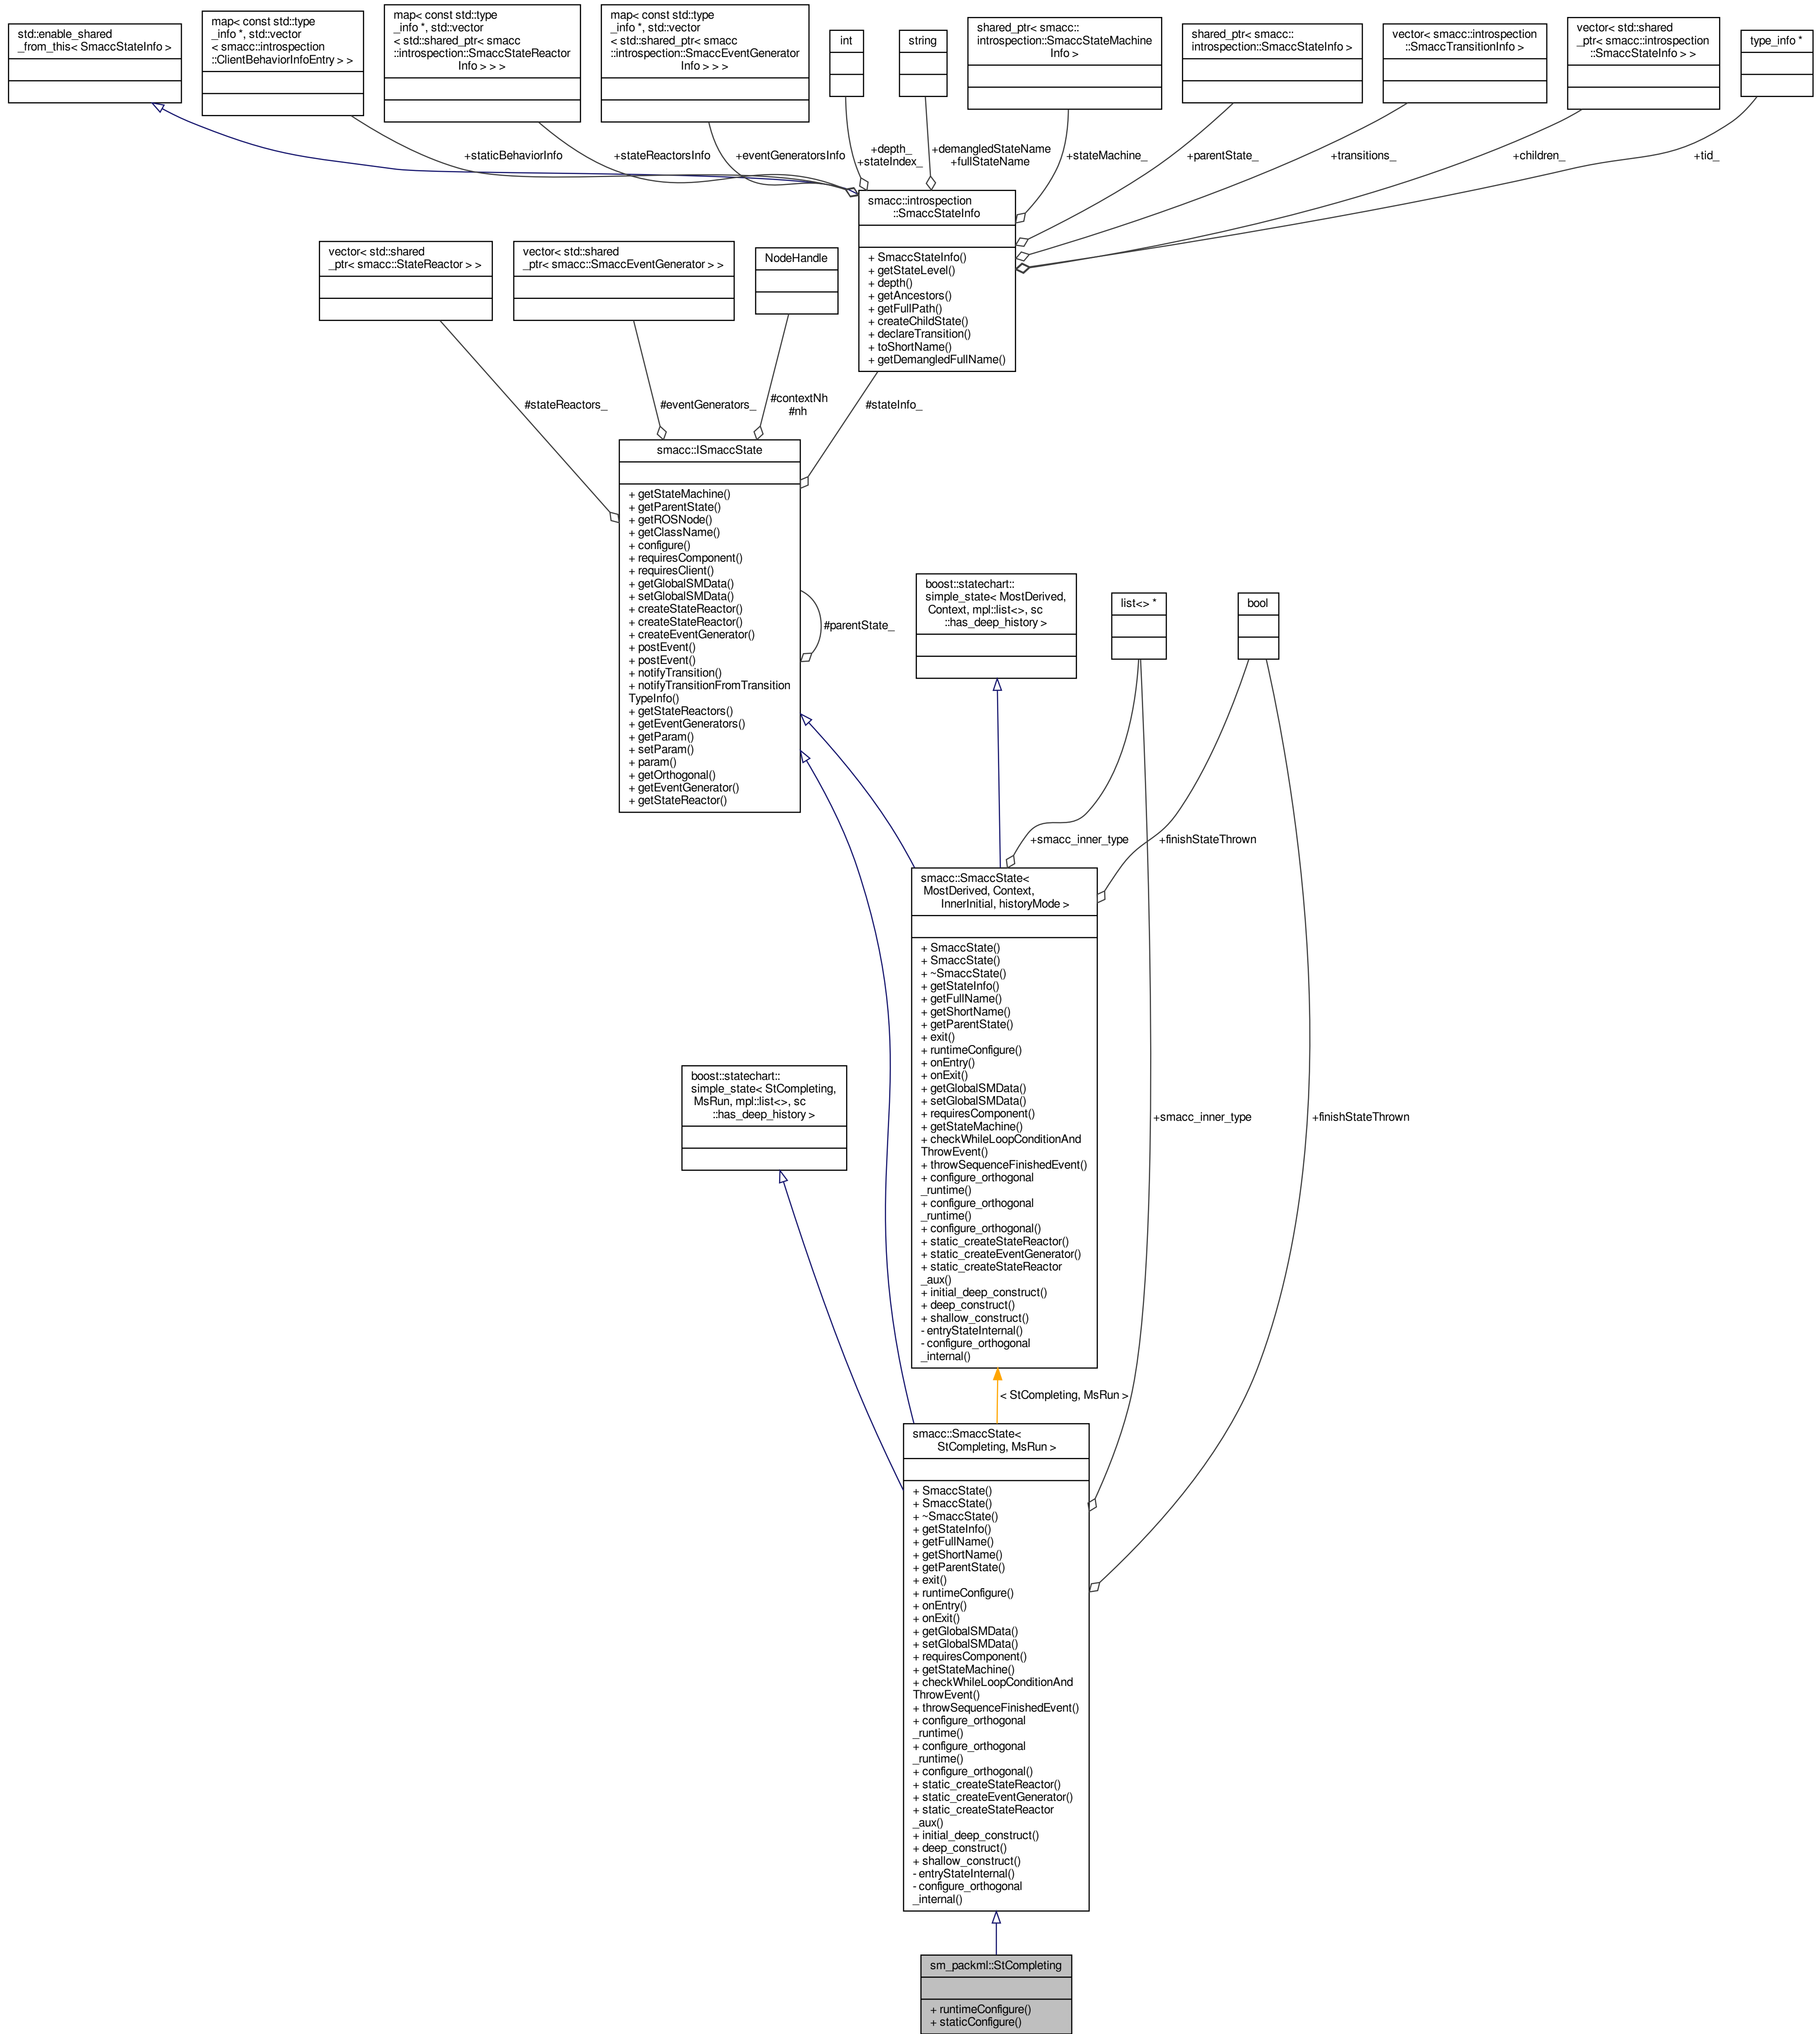 std::enable_shared
_from_this< SmaccStateInfo >
map< const std::type
_info *, std::vector
< smacc::introspection
::ClientBehaviorInfoEntry > >
map< const std::type
_info *, std::vector
< std::shared_ptr< smacc
::introspection::SmaccStateReactor
Info > > >
map< const std::type
_info *, std::vector
< std::shared_ptr< smacc
::introspection::SmaccEventGenerator
Info > > >
int
string
shared_ptr< smacc::
introspection::SmaccStateMachine
Info >
shared_ptr< smacc::
introspection::SmaccStateInfo >
vector< smacc::introspection
::SmaccTransitionInfo >
vector< std::shared
_ptr< smacc::introspection
::SmaccStateInfo > >
type_info *
+staticBehaviorInfo
+stateReactorsInfo
+eventGeneratorsInfo
+depth_
+stateIndex_
+demangledStateName
+fullStateName
+stateMachine_
+parentState_
+transitions_
+children_
+tid_
smacc::introspection
::SmaccStateInfo
+ SmaccStateInfo()
+ getStateLevel()
+ depth()
+ getAncestors()
+ getFullPath()
+ createChildState()
+ declareTransition()
+ toShortName()
+ getDemangledFullName()
vector< std::shared
_ptr< smacc::StateReactor > >
vector< std::shared
_ptr< smacc::SmaccEventGenerator > >
NodeHandle
#stateReactors_
#eventGenerators_
#contextNh
#nh
#stateInfo_
smacc::ISmaccState
+ getStateMachine()
+ getParentState()
+ getROSNode()
+ getClassName()
+ configure()
+ requiresComponent()
+ requiresClient()
+ getGlobalSMData()
+ setGlobalSMData()
+ createStateReactor()
+ createStateReactor()
+ createEventGenerator()
+ postEvent()
+ postEvent()
+ notifyTransition()
+ notifyTransitionFromTransition
TypeInfo()
+ getStateReactors()
+ getEventGenerators()
+ getParam()
+ setParam()
+ param()
+ getOrthogonal()
+ getEventGenerator()
+ getStateReactor()
#parentState_
boost::statechart::
simple_state< MostDerived,
Context, mpl::list<>, sc
::has_deep_history >
list<> *
bool
+smacc_inner_type
+finishStateThrown
smacc::SmaccState<
MostDerived, Context,
InnerInitial, historyMode >
+ SmaccState()
+ SmaccState()
+ ~SmaccState()
+ getStateInfo()
+ getFullName()
+ getShortName()
+ getParentState()
+ exit()
+ runtimeConfigure()
+ onEntry()
+ onExit()
+ getGlobalSMData()
+ setGlobalSMData()
+ requiresComponent()
+ getStateMachine()
+ checkWhileLoopConditionAnd
ThrowEvent()
+ throwSequenceFinishedEvent()
+ configure_orthogonal
_runtime()
+ configure_orthogonal
_runtime()
+ configure_orthogonal()
+ static_createStateReactor()
+ static_createEventGenerator()
+ static_createStateReactor
_aux()
+ initial_deep_construct()
+ deep_construct()
+ shallow_construct()
- entryStateInternal()
- configure_orthogonal
_internal()
boost::statechart::
simple_state< StCompleting,
MsRun, mpl::list<>, sc
::has_deep_history >
+smacc_inner_type
+finishStateThrown
< StCompleting, MsRun >
smacc::SmaccState<
StCompleting, MsRun >
+ SmaccState()
+ SmaccState()
+ ~SmaccState()
+ getStateInfo()
+ getFullName()
+ getShortName()
+ getParentState()
+ exit()
+ runtimeConfigure()
+ onEntry()
+ onExit()
+ getGlobalSMData()
+ setGlobalSMData()
+ requiresComponent()
+ getStateMachine()
+ checkWhileLoopConditionAnd
ThrowEvent()
+ throwSequenceFinishedEvent()
+ configure_orthogonal
_runtime()
+ configure_orthogonal
_runtime()
+ configure_orthogonal()
+ static_createStateReactor()
+ static_createEventGenerator()
+ static_createStateReactor
_aux()
+ initial_deep_construct()
+ deep_construct()
+ shallow_construct()
- entryStateInternal()
- configure_orthogonal
_internal()
sm_packml::StCompleting
+ runtimeConfigure()
+ staticConfigure()